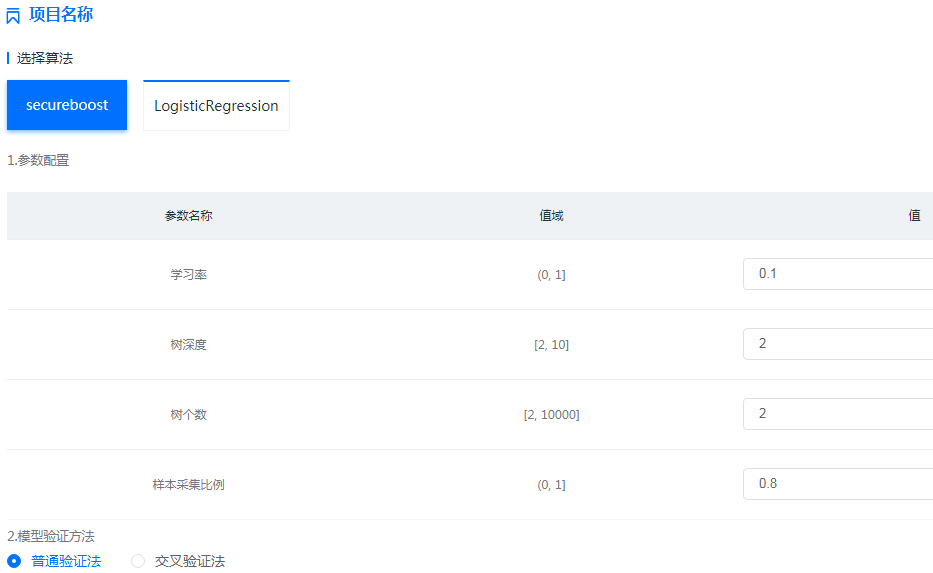 项目名称
选择算法
secureboost LogisticRegression
1.参数配置
参数名称 值域 值
学习率 (0, 1] 0.1
树深度 [2, 10] 2
树个数 [2, 10000] 2
样本采集比例 (0, 1] 0.8
2.模型验证方法
普通验证法 交叉验证法